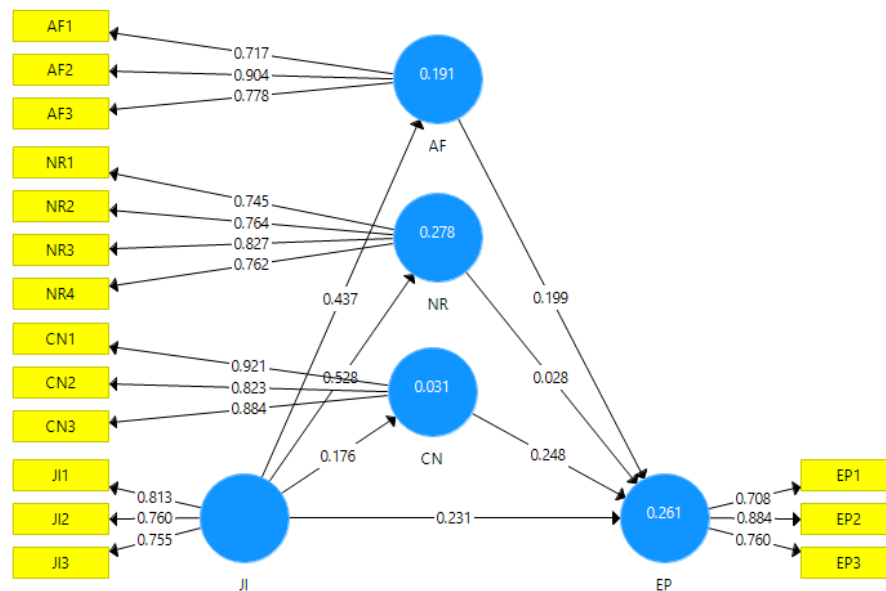 AF1
AF2
AF3
0.717
0.904
0.778
0.191
AF
NR1
NR2
NR3
NR4
0.745
0.764
0.827
0.762
0.278
NR
0.437
0.199
CN1
CN2
CN3
0.921
0.823
0.884
0.528
0.031
CN
0.028
0.176
0.248
JI1
JI2
JI3
0.813
0.760
0.755
JI
0.231
0.261
EP
0.708
0.884
0.760
EP1
EP2
EP3